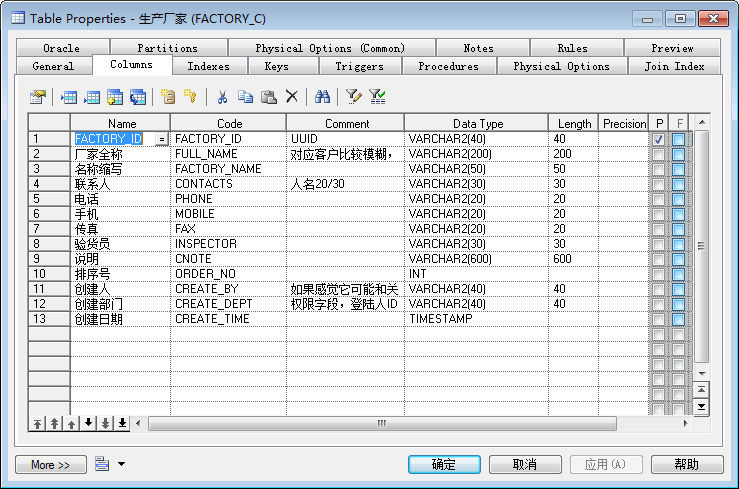 Table Properties - 生产厂家 (FACTORY_C)
Oracle Partitions Physical Options (Common) Notes Rules Preview
General Columns Indexes Keys Triggers Procedures Physical Options Join Index
Name Code Comment Data Type Length Precision P F
1 FACTORY_ID = FACTORY_ID UUID VARCHAR2(40) 40
2 厂家全称 FULL_NAME 对应客户比较模糊, VARCHAR2(200) 200
3 名称缩写 FACTORY_NAME VARCHAR2(50) 50
4 联系人 CONTACTS 人名20/30 VARCHAR2(30) 30
5 电话 PHONE VARCHAR2(20) 20
6 手机 MOBILE VARCHAR2(20) 20
7 传真 FAX VARCHAR2(20) 20
8 验货员 INSPECTOR VARCHAR2(30) 30
9 说明 CNOTE VARCHAR2(600) 600
10 排序号 ORDER_NO INT
11 创建人 CREATE_BY 如果感觉它可能和关 VARCHAR2(40) 40
12 创建部门 CREATE_DEPT 权限字段，登陆人ID VARCHAR2(40) 40
13 创建日期 CREATE_TIME TIMESTAMP
More >> 确定 取消 应用(A) 帮助